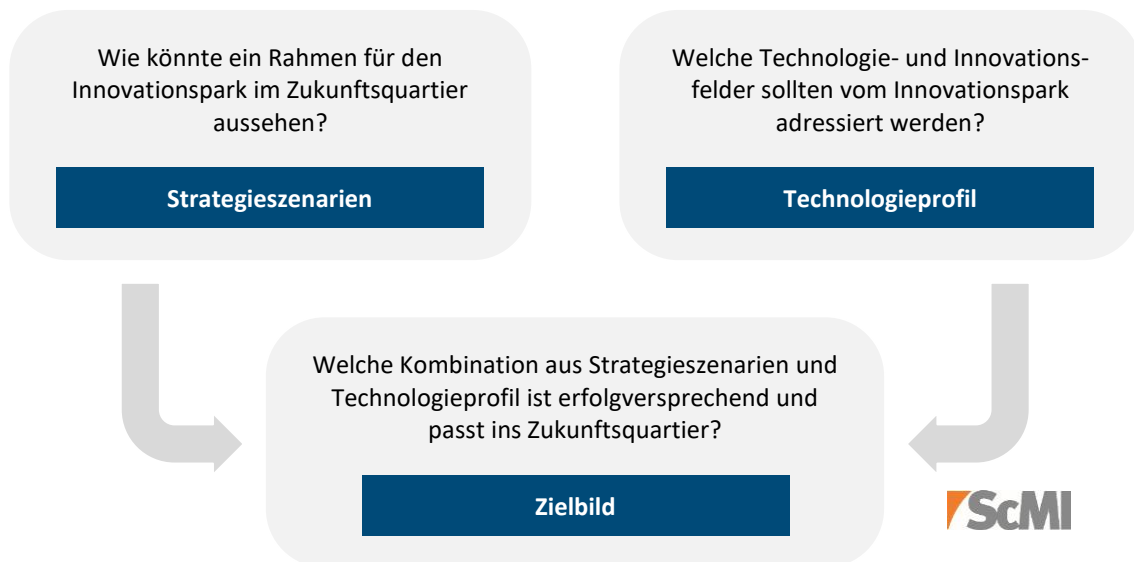 Wie könnte ein Rahmen für den
Innovationspark im Zukunftsquartier
aussehen?
Strategieszenarien
Welche Technologie- und Innovations-
felder sollten vom Innovationspark
adressiert werden?
Technologieprofil
Welche Kombination aus Strategieszenarien und
Technologieprofil ist erfolgversprechend und
passt ins Zukunftsquartier?
Zielbild
ScMI